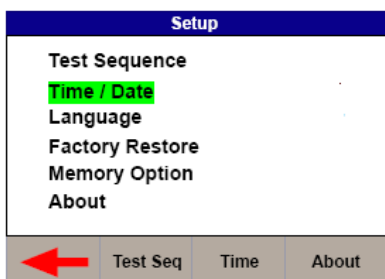 Setup
Test Sequence
Time / Date
Language
Factory Restore
Memory Option
About
Test Seq Time About